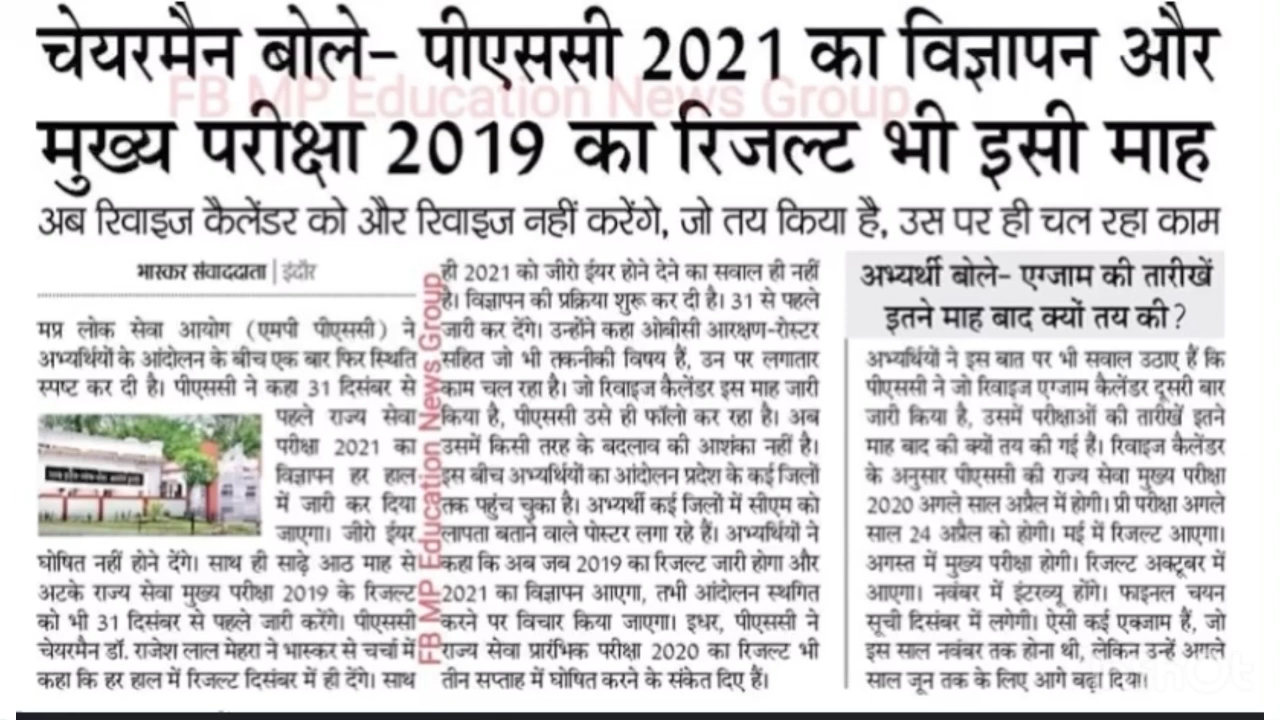 चेयरमैन बोले- पीएससी 2021 का विज्ञापन और
मुख्य परीक्षा 2019 का रिजल्ट भी इसी माह
FB MP Education News Group
अब रिवाइज कैलेंडर को और रिवाइज नहीं करेंगे, जो तय किया है, उस पर ही चल रहा काम
भास्कर संवाददाता | इंदौर
मप्र लोक सेवा आयोग (एमपी पीएससी) ने
अभ्यर्थियों के आंदोलन के बीच एक बार फिर स्थिति
स्पष्ट कर दी है। पीएससी ने कहा 31 दिसंबर से
पहले राज्य सेवा
परीक्षा 2021 का
विज्ञापन हर हाल
में जारी कर दिया
जाएगा। जीरो ईयर
घोषित नहीं होने देंगे। साथ ही साढ़े आठ माह से
अटके राज्य सेवा मुख्य परीक्षा 2019 के रिजल्ट
को भी 31 दिसंबर से पहले जारी करेंगे। पीएससी
चेयरमैन डॉ. राजेश लाल मेहरा ने भास्कर से चर्चा में
कहा कि हर हाल में रिजल्ट दिसंबर में ही देंगे। साथ
FB MP Education News Group
ही 2021 को जीरो ईयर होने देने का सवाल ही नहीं
है। विज्ञापन की प्रक्रिया शुरू कर दी है। 31 से पहले
जारी कर देंगे। उन्होंने कहा ओबीसी आरक्षण-रोस्टर
सहित जो भी तकनीकी विषय हैं, उन पर लगातार
काम चल रहा है। जो रिवाइज कैलेंडर इस माह जारी
किया है, पीएससी उसे ही फॉलो कर रहा है। अब
उसमें किसी तरह के बदलाव की आशंका नहीं है।
इस बीच अभ्यर्थियों का आंदोलन प्रदेश के कई जिलों
तक पहुंच चुका है। अभ्यर्थी कई जिलों में सीएम को
लापता बताने वाले पोस्टर लगा रहे हैं। अभ्यर्थियों ने
कहा कि अब जब 2019 का रिजल्ट जारी होगा और
2021 का विज्ञापन आएगा, तभी आंदोलन स्थगित
करने पर विचार किया जाएगा। इधर, पीएससी ने
राज्य सेवा प्रारंभिक परीक्षा 2020 का रिजल्ट भी
तीन सप्ताह में घोषित करने के संकेत दिए हैं।
अभ्यर्थी बोले- एग्जाम की तारीखें
इतने माह बाद क्यों तय की?
अभ्यर्थियों ने इस बात पर भी सवाल उठाए हैं कि
पीएससी ने जो रिवाइज एग्जाम कैलेंडर दूसरी बार
जारी किया है, उसमें परीक्षाओं की तारीखें इतने
माह बाद की क्यों तय की गई हैं। रिवाइज कैलेंडर
के अनुसार पीएससी की राज्य सेवा मुख्य परीक्षा
2020 अगले साल अप्रैल में होगी। प्री परीक्षा अगले
साल 24 अप्रैल को होगी। मई में रिजल्ट आएगा।
अगस्त में मुख्य परीक्षा होगी। रिजल्ट अक्टूबर में
आएगा। नवंबर में इंटरव्यू होंगे। फाइनल चयन
सूची दिसंबर में लगेगी। ऐसी कई एक्जाम हैं, जो
इस साल नवंबर तक होना थी, लेकिन उन्हें अगले
साल जून तक के लिए आगे बढ़ा दिया।